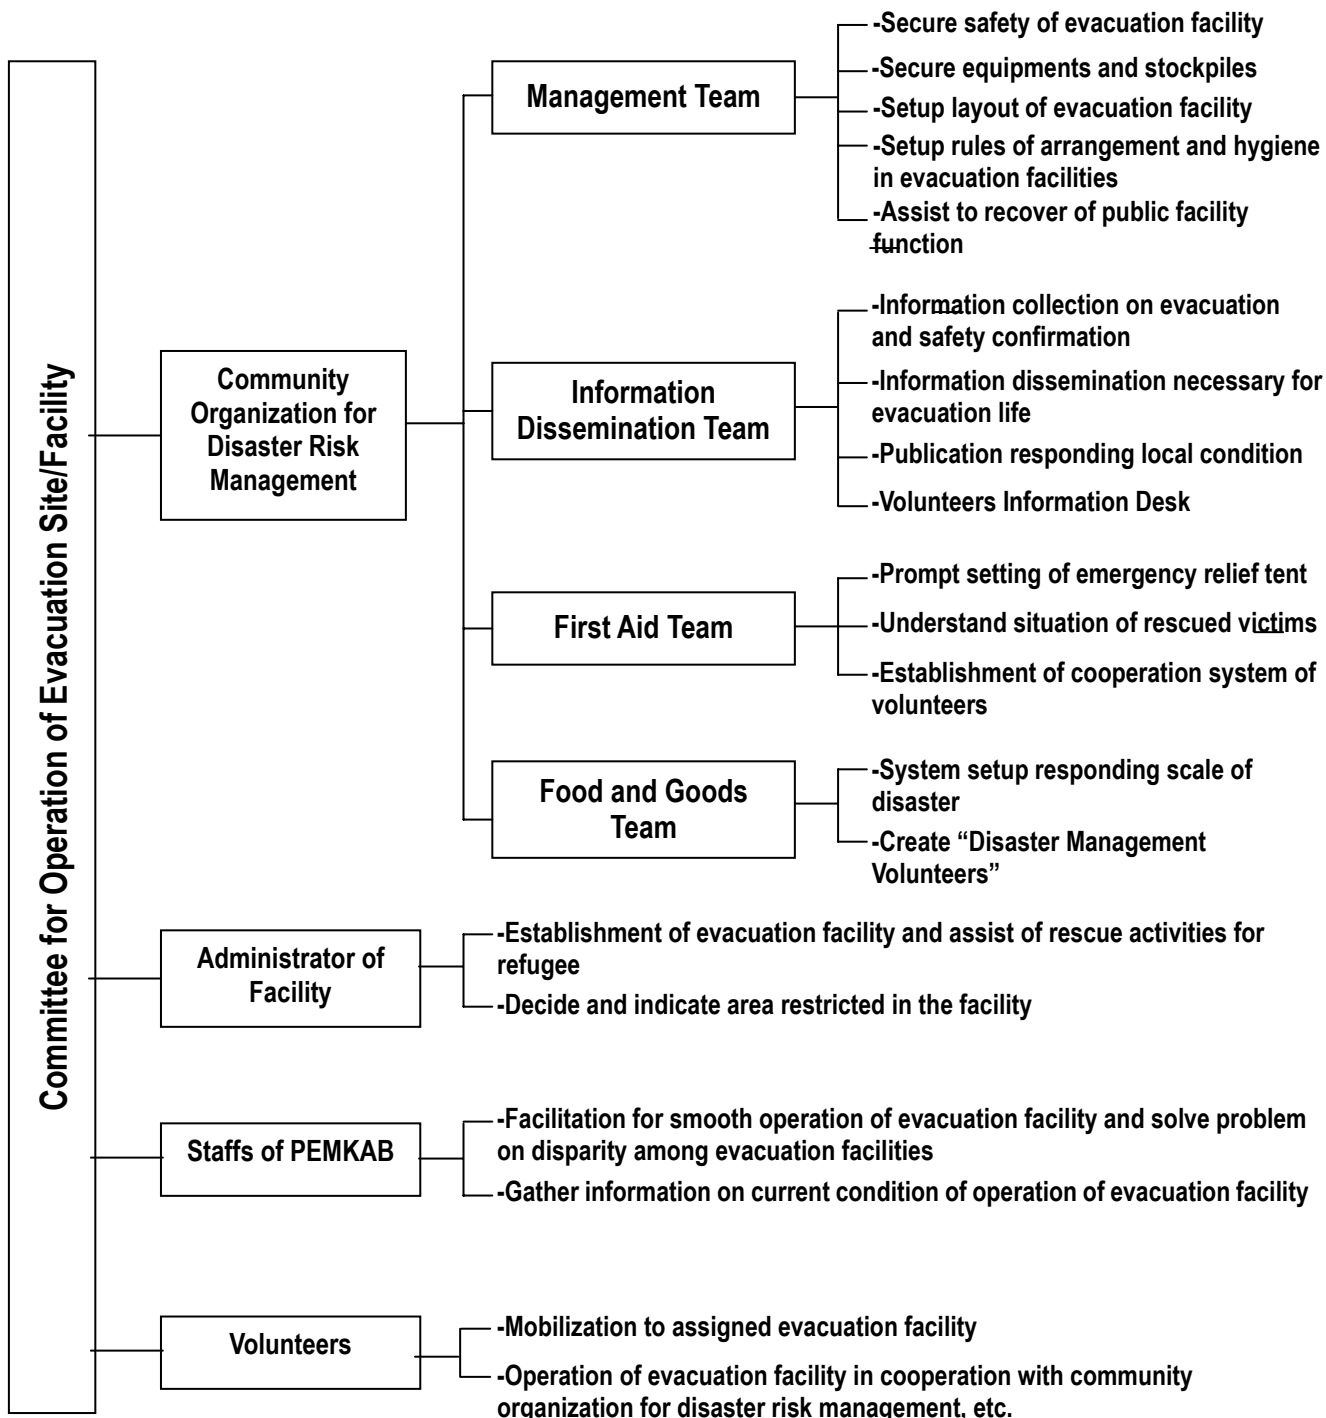 Committee for Operation of Evacuation Site/Facility
Community
Organization for
Disaster Risk
Management
Management Team
-Secure safety of evacuation facility
-Secure equipments and stockpiles
-Setup layout of evacuation facility
-Setup rules of arrangement and hygiene
in evacuation facilities
-Assist to recover of public facility
function
Information
Dissemination Team
-Information collection on evacuation
and safety confirmation
-Information dissemination necessary for
evacuation life
-Publication responding local condition
-Volunteers Information Desk
First Aid Team
-Prompt setting of emergency relief tent
-Understand situation of rescued victims
-Establishment of cooperation system of
volunteers
Food and Goods
Team
-System setup responding scale of
disaster
-Create “Disaster Management
Volunteers”
Administrator of
Facility
-Establishment of evacuation facility and assist of rescue activities for
refugee
-Decide and indicate area restricted in the facility
Staffs of PEMKAB
-Facilitation for smooth operation of evacuation facility and solve problem
on disparity among evacuation facilities
-Gather information on current condition of operation of evacuation facility
Volunteers
-Mobilization to assigned evacuation facility
-Operation of evacuation facility in cooperation with community
organization for disaster risk management, etc.